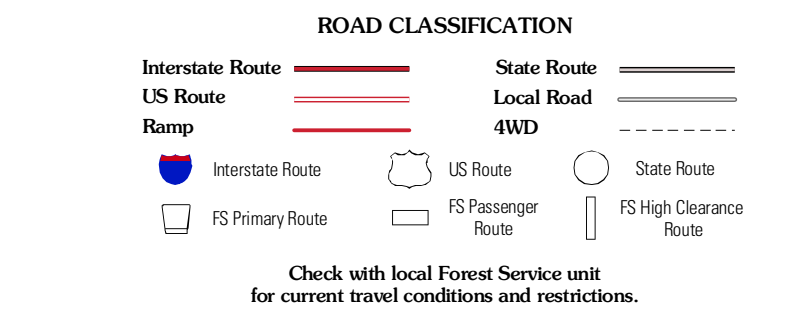 ROAD CLASSIFICATION
Interstate Route
State Route
US Route
Local Road
Ramp
4WD
Interstate Route
US Route
State Route
FS Primary Route
FS Passenger
Route
FS High Clearance
Route
Check with local Forest Service unit
for current travel conditions and restrictions.